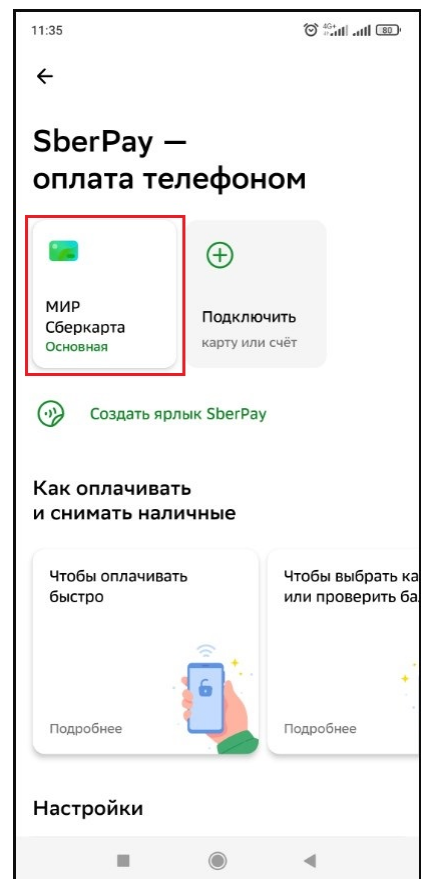 11:35
4G+
80
SberPay —
оплата телефоном
МИР
Сберкарта
Основная
Подключить
карту или счёт
Создать ярлык SberPay
Как оплачивать
и снимать наличные
Чтобы оплачивать
быстро
Подробнее
Чтобы выбрать ка
или проверить ба
Подробнее
Настройки